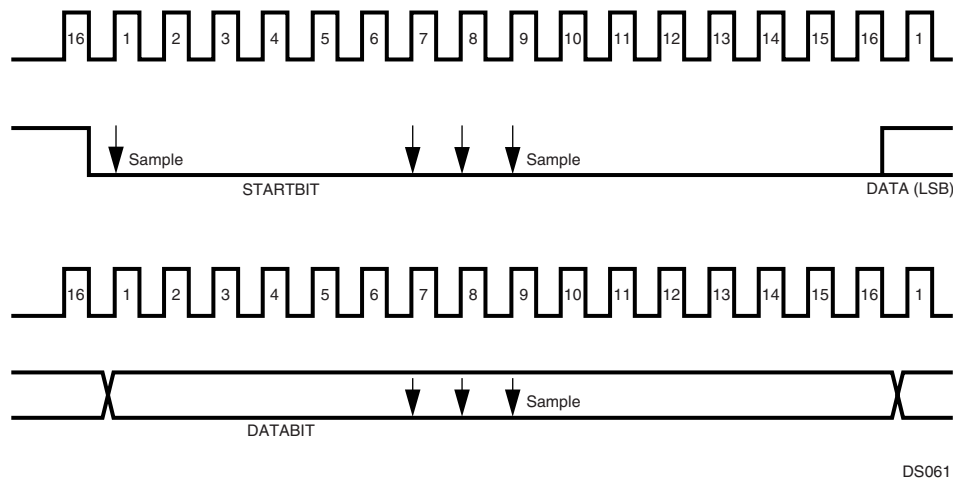 16 1 2 3 4 5 6 7 8 9 10 11 12 13 14 15 16 1
Sample Sample
STARTBIT DATA (LSB)
16 1 2 3 4 5 6 7 8 9 10 11 12 13 14 15 16 1
Sample
DATABIT
DS061